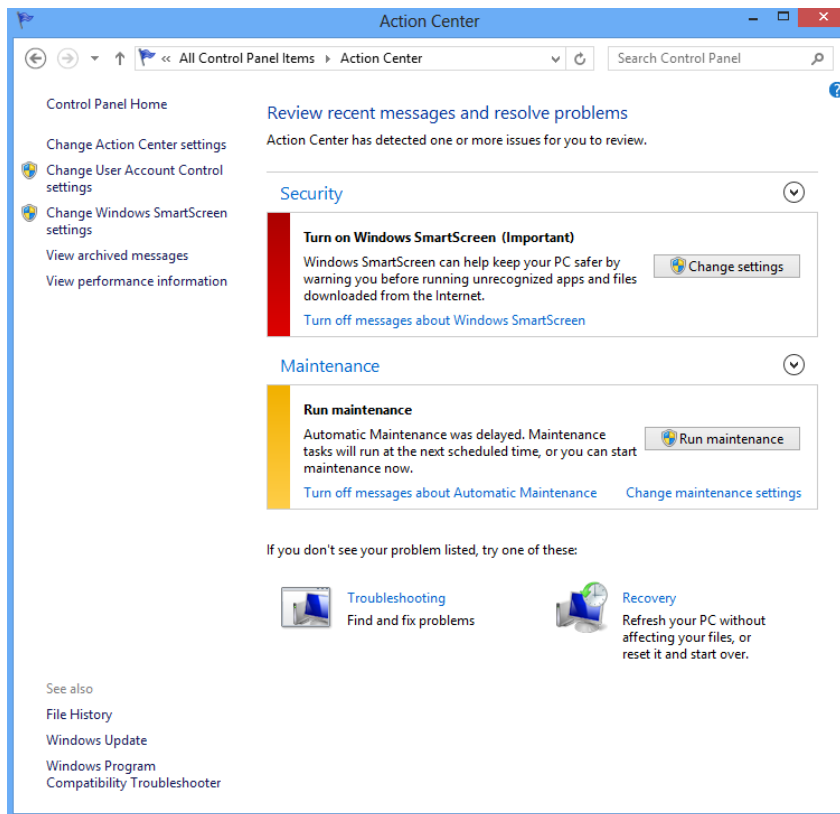 Action Center
« All Control Panel Items Action Center
Search Control Panel
?
Control Panel Home
Change Action Center settings
Change User Account Control
settings
Change Windows SmartScreen
settings
View archived messages
View performance information
Review recent messages and resolve problems
Action Center has detected one or more issues for you to review.
Security
Turn on Windows SmartScreen (Important)
Windows SmartScreen can help keep your PC safer by
warning you before running unrecognized apps and files
downloaded from the Internet.
Change settings
Turn off messages about Windows SmartScreen
Maintenance
Run maintenance
Automatic Maintenance was delayed. Maintenance
tasks will run at the next scheduled time, or you can start
maintenance now.
Run maintenance
Turn off messages about Automatic Maintenance
Change maintenance settings
If you don't see your problem listed, try one of these:
Troubleshooting
Find and fix problems
Recovery
Refresh your PC without
affecting your files, or
reset it and start over.
See also
File History
Windows Update
Windows Program
Compatibility Troubleshooter